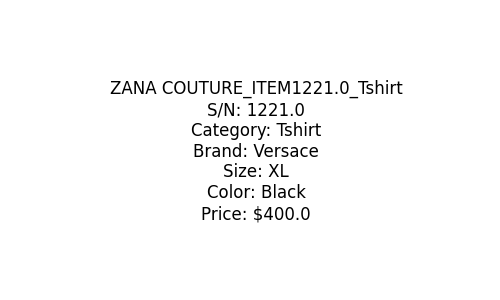 ZANA COUTURE_ITEM1221.0_Tshirt
S/N: 1221.0
Category: Tshirt
Brand: Versace
Size: XL
Color: Black
Price: $400.0